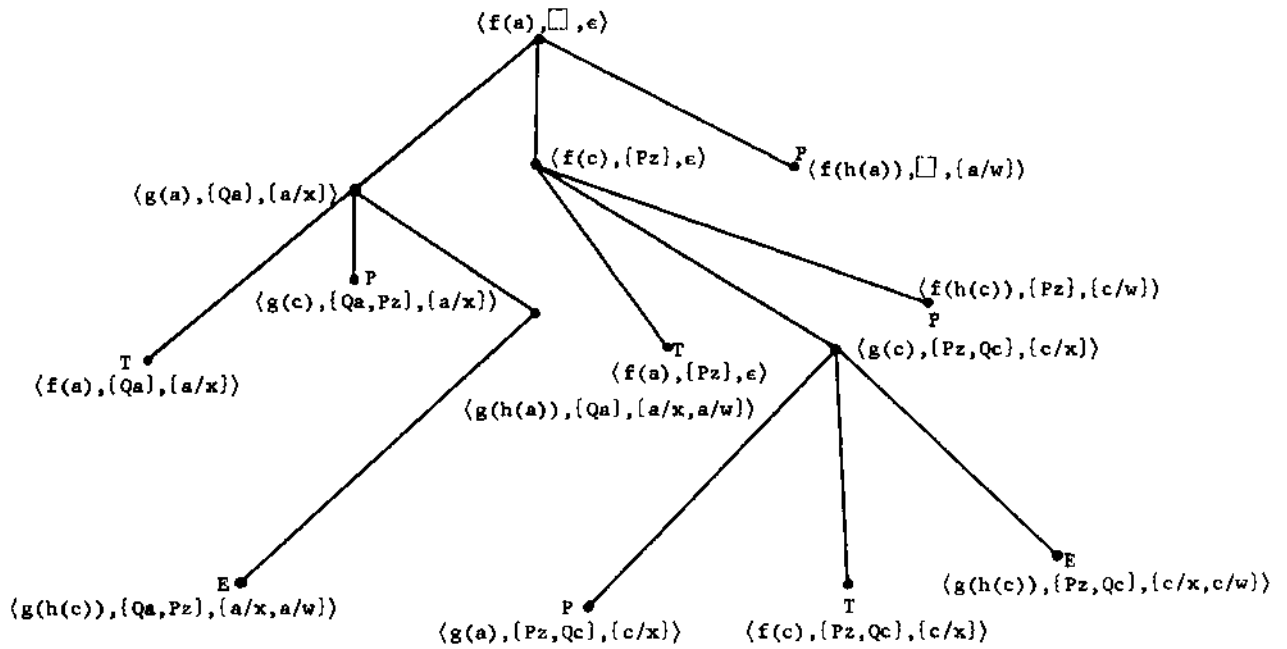 ⟨f(a),□,ϵ⟩
P
⟨f(c),{Pz},ϵ⟩
⟨f(h(a)),□,{a/w}⟩
⟨g(a),{Qa},{a/x}⟩
P
⟨g(c),{Qa,Pz},{a/x}⟩
⟨f(h(c)),{Pz},{c/w}⟩
P
T
⟨f(a),{Qa},{a/x}⟩
T
⟨f(a),{Pz},ϵ⟩
⟨g(c),{Pz,Qc},{c/x}⟩
⟨g(h(a)),{Qa},{a/x,a/w}⟩
E
⟨g(h(c)),{Qa,Pz},{a/x,a/w}⟩
P
⟨g(a),{Pz,Qc},{c/x}⟩
T
⟨f(c),{Pz,Qc},{c/x}⟩
E
⟨g(h(c)),{Pz,Qc},{c/x,c/w}⟩